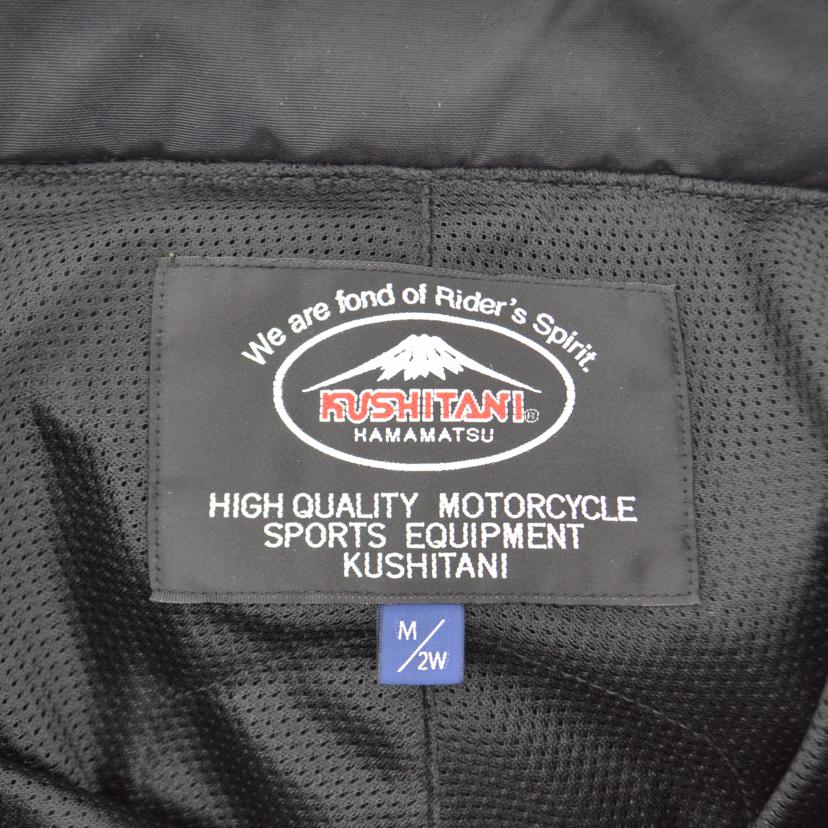 We are fond of Rider's Spirit.
KUSHITANI®
HAMAMATSU
HIGH QUALITY MOTORCYCLE
SPORTS EQUIPMENT
KUSHITANI
M/2W